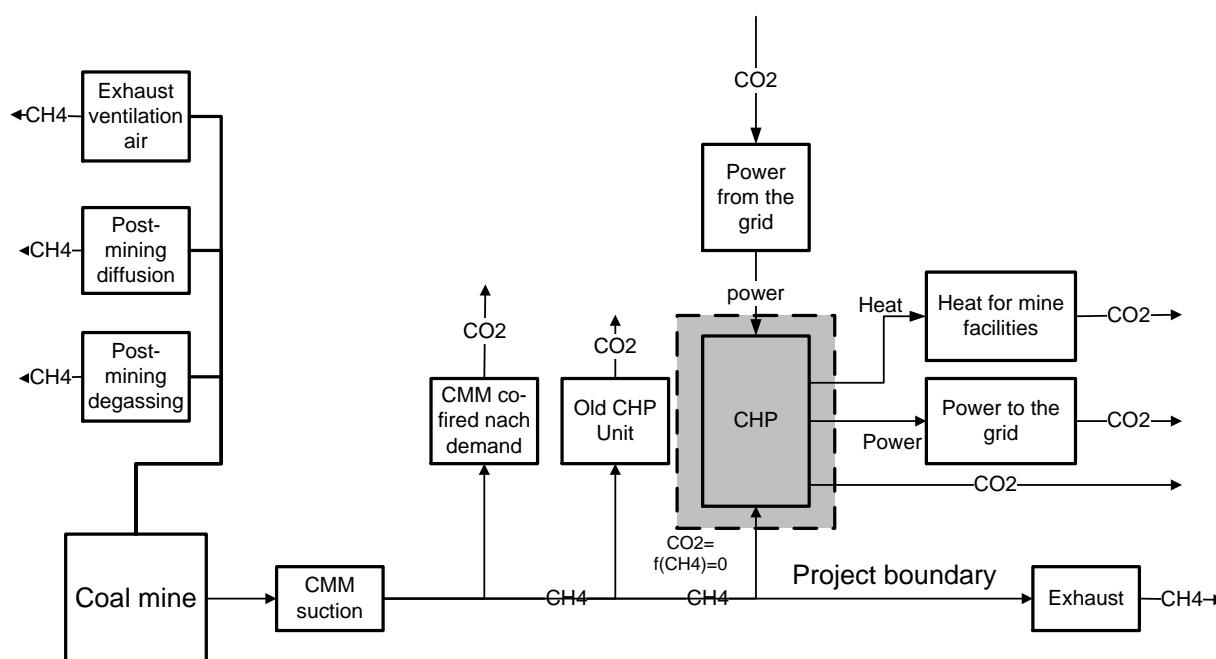 CO2
CH4
Exhaust
ventilation
air
Power
from the
grid
CH4
Post-
mining
diffusion
power
Heat
Heat for mine
facilities
CO2
CO2
CO2
CH4
Post-
mining
degassing
CMM co-
fired nach
demand
Old CHP
Unit
CHP
Power
Power to the
grid
CO2
CO2
CO2=
f(CH4)=0
Coal mine
CMM
suction
CH4
CH4
Project boundary
Exhaust
CH4